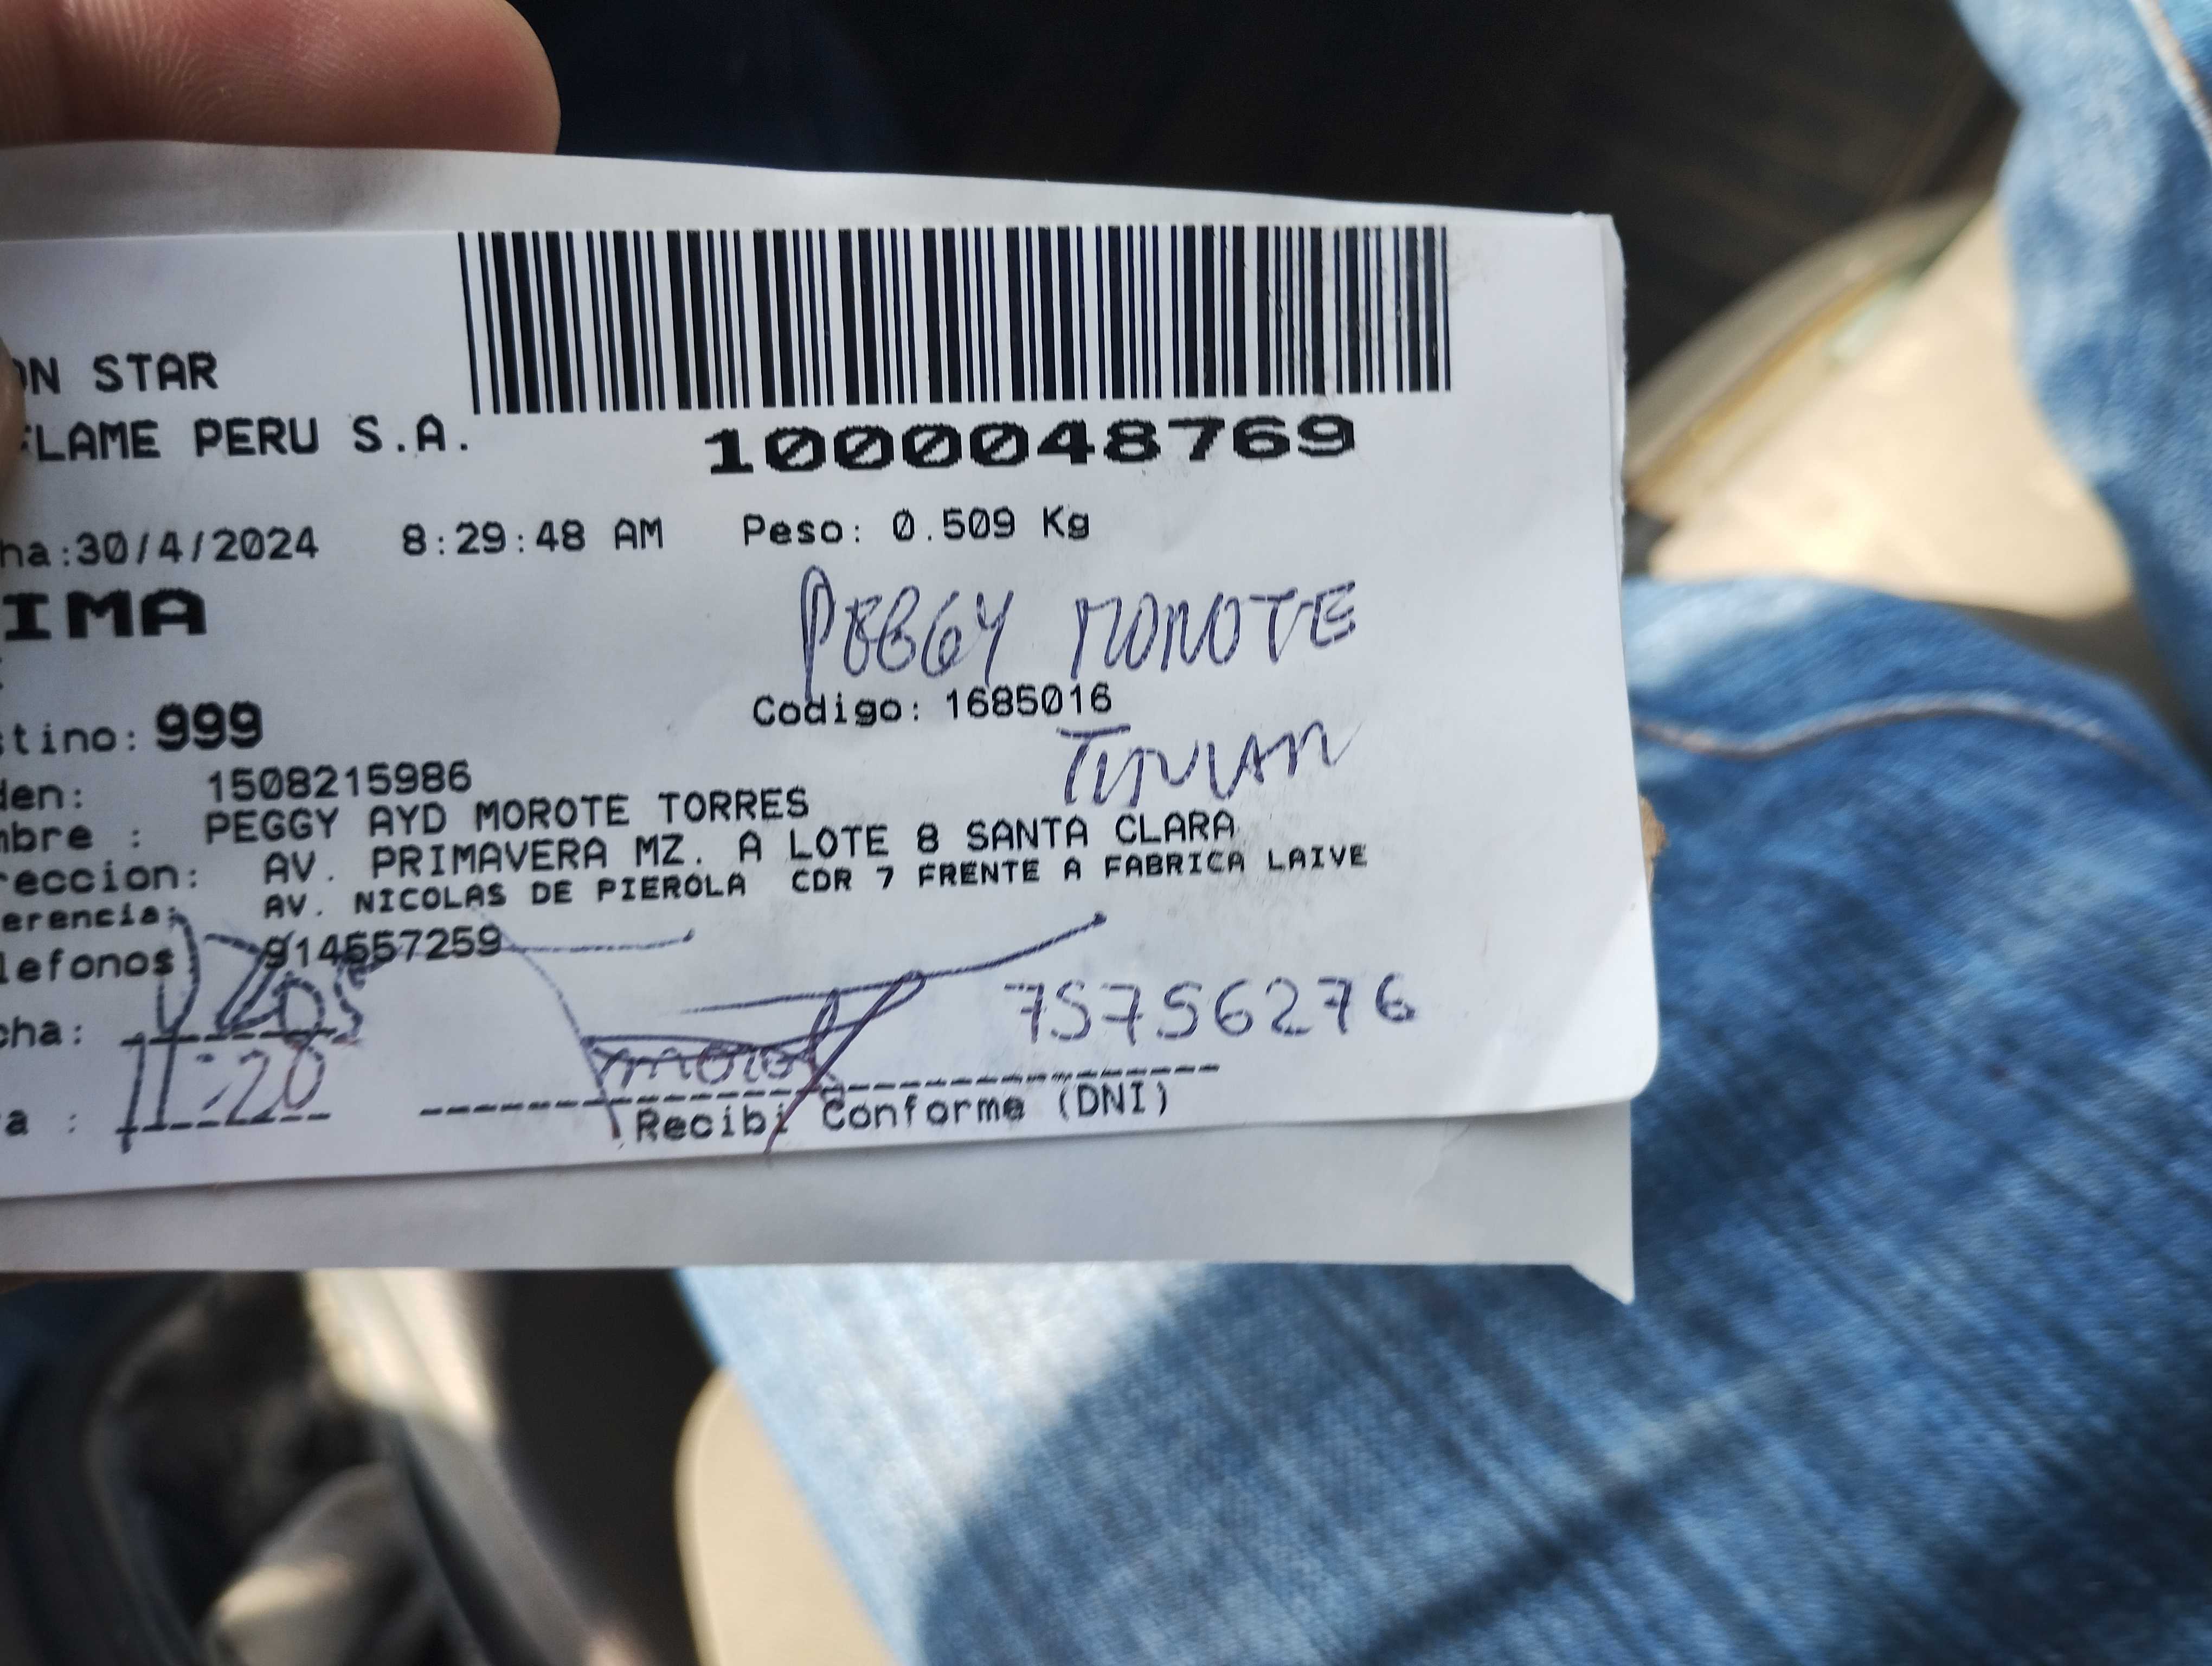 ON STAR
FLAME PERU S.A.
1000048769
ha:30/4/2024 8:29:48 AM Peso: 0.509 Kg
IMA
PEGGY MOROTE
Codigo: 1685016
stino: 999
TITULAR
den: 1508215986
mbre : PEGGY AYD MOROTE TORRES
reccion: AV. PRIMAVERA MZ. A LOTE 8 SANTA CLARA
erencia: AV. NICOLAS DE PIEROLA CDR 7 FRENTE A FABRICA LAIVE
lefonos 914557259
75756276
cha:
a : 11:20
Recibi Conforme (DNI)